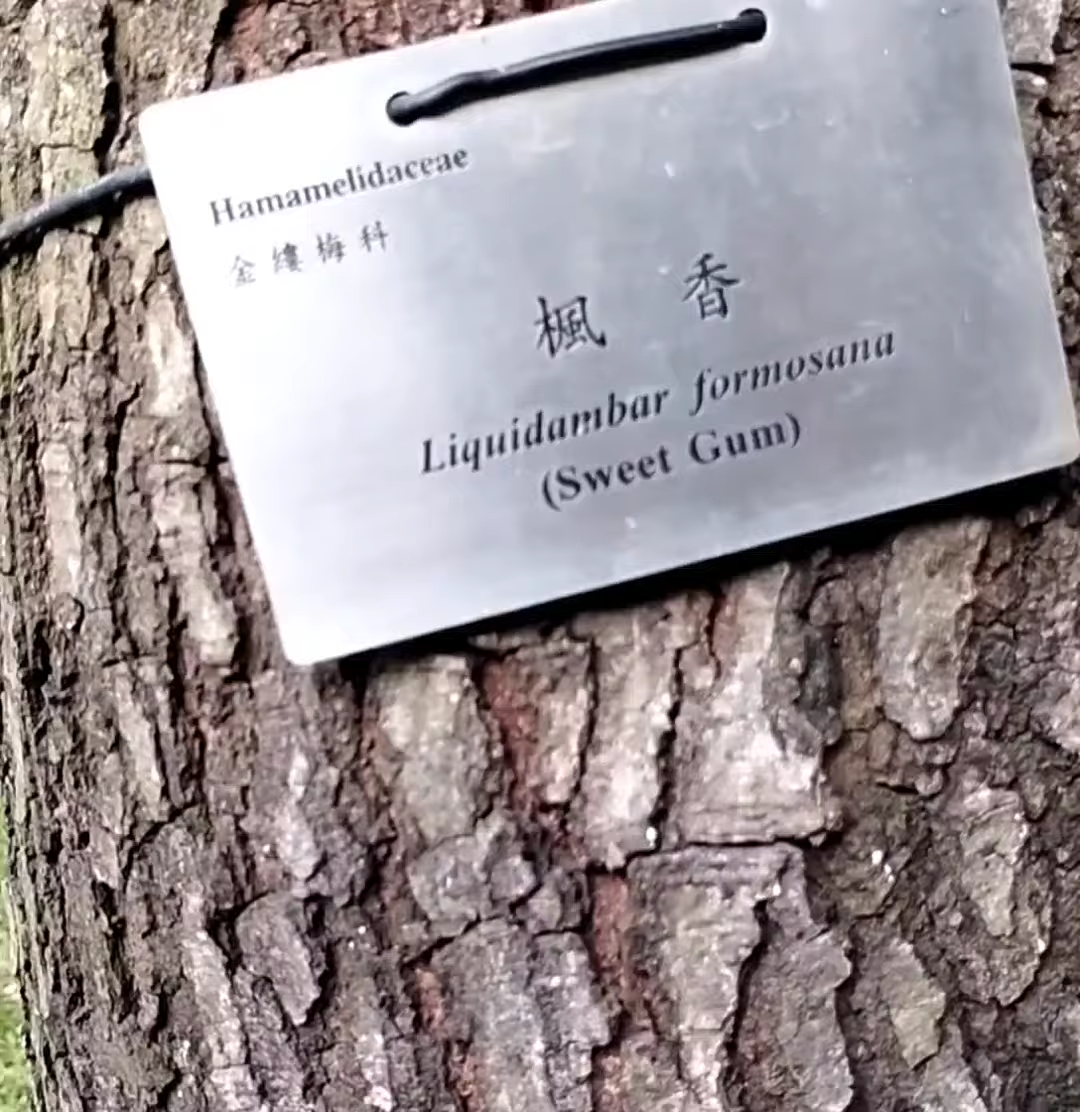 Hamamelidaceae
金縷梅科
楓 香
Liquidambar formosana
(Sweet Gum)